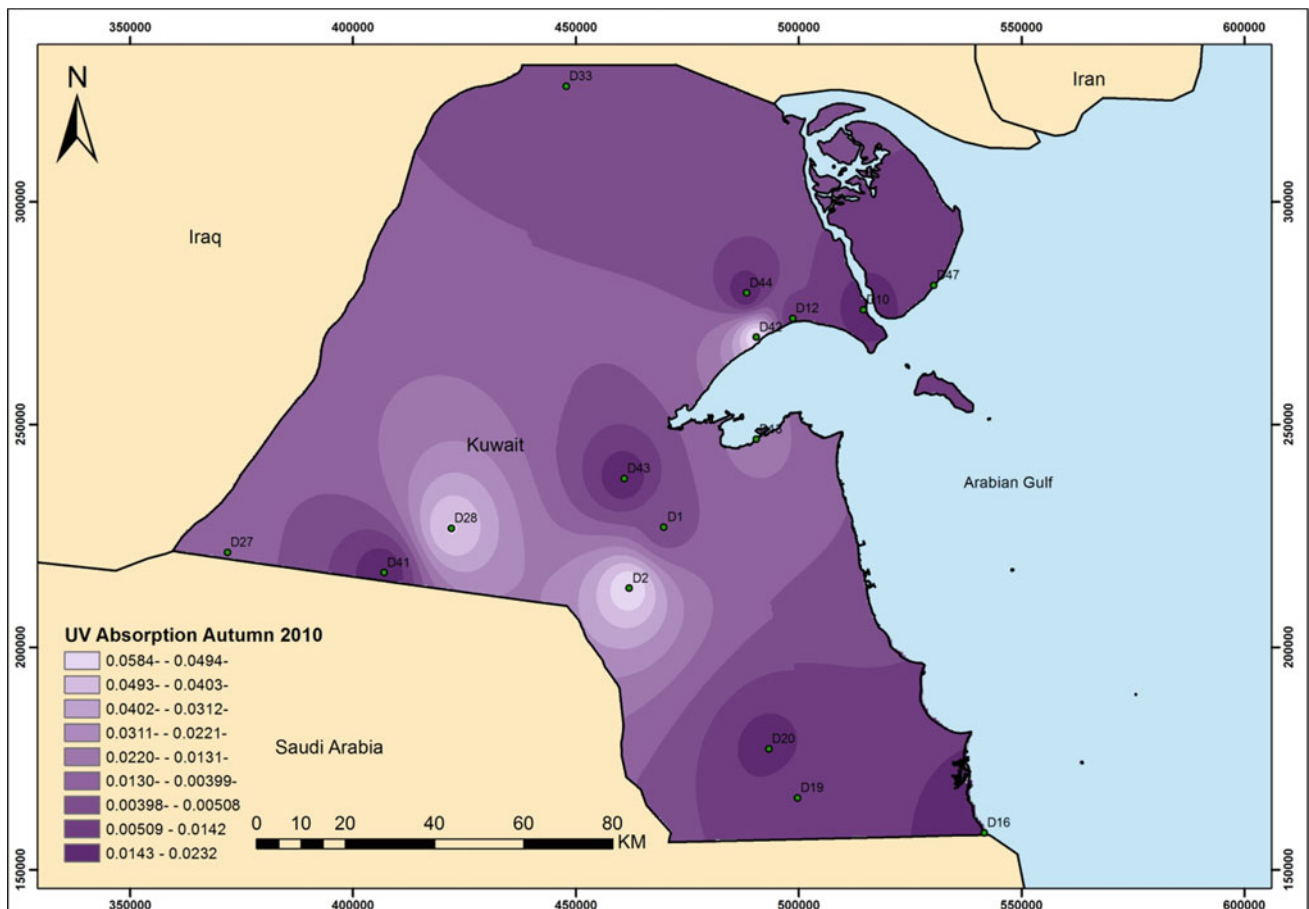 350000 400000 450000 500000 550000 600000
N
D33
Iran
300000 300000
Iraq
D44
D47
D12
D10
D42
250000 250000
Kuwait
D43
Arabian Gulf
D1
D28
D27
D41
D2
UV Absorption Autumn 2010
0.0584- - 0.0494-
0.0493- - 0.0403-
0.0402- - 0.0312-
0.0311- - 0.0221-
0.0220- - 0.0131-
0.0130- - 0.00399-
0.00398- - 0.00508
0.00509 - 0.0142
0.0143 - 0.0232
200000 200000
Saudi Arabia
D20
D19
D16
0 10 20 40 60 80
KM
150000 150000
350000 400000 450000 500000 550000 600000